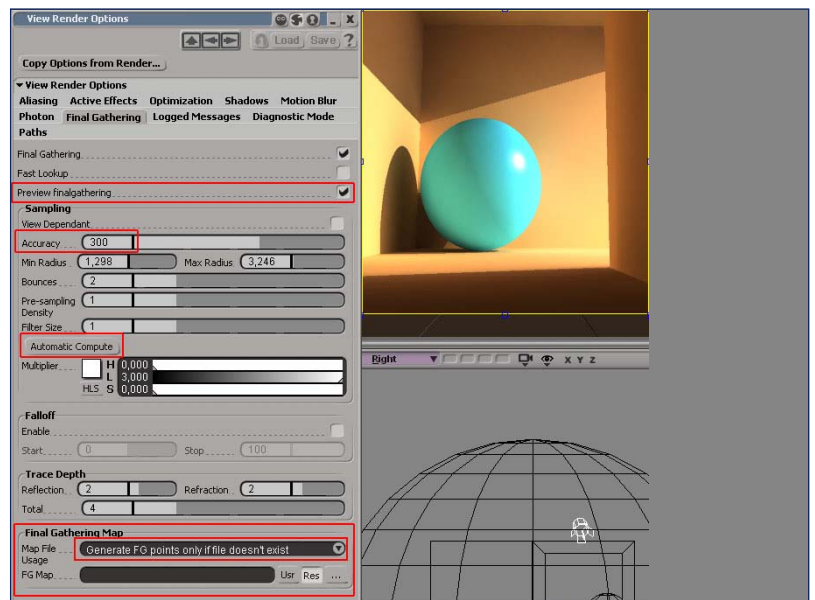 View Render Options
Load Save ?
Copy Options from Render...
View Render Options
Aliasing Active Effects Optimization Shadows Motion Blur
Photon Final Gathering Logged Messages Diagnostic Mode
Paths
Final Gathering
Fast Lookup
Preview finalgathering
Sampling
View Dependant
Accuracy 300
Min Radius 1,298 Max Radius 3,246
Bounces 2
Pre-sampling Density 1
Filter Size 1
Automatic Compute
Multiplier H 0,000
L 3,000
HLS S 0,000
Falloff
Enable
Start 0 Stop 100
Trace Depth
Reflection 2 Refraction 2
Total 4
Final Gathering Map
Map File Usage Generate FG points only if file doesn't exist
FG Map Usr Res ...
Right X Y Z